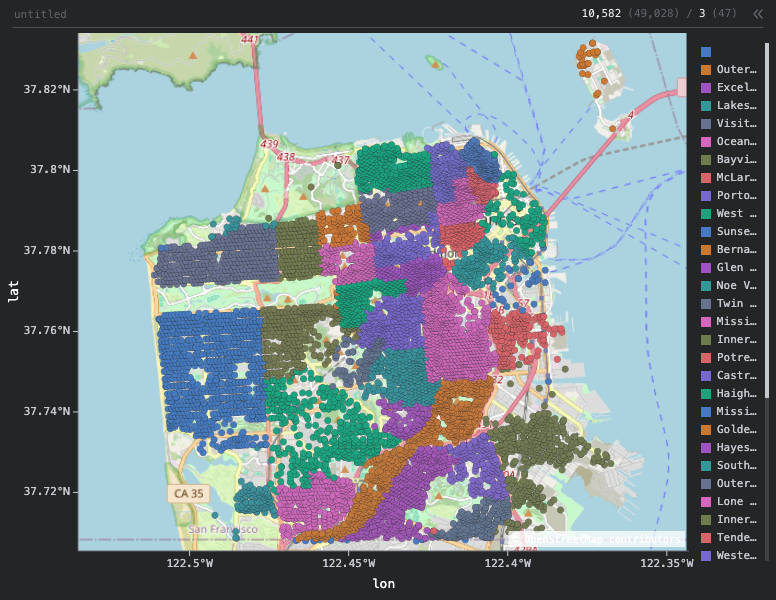 untitled
10,582 (49,028) / 3 (47)
441
37.82°N
4
439
438
437
37.8°N
37.78°N
37.76°N
37.74°N
37.72°N
CA 35
San Francisco
© OpenStreetMap contributors
122.5°W
122.45°W
122.4°W
122.35°W
lat
lon
Outer…
Excel…
Lakes…
Visit…
Ocean…
Bayvi…
McLar…
Porto…
West …
Sunse…
Berna…
Glen …
Noe V…
Twin …
Missi…
Inner…
Potre…
Castr…
Haigh…
Missi…
Golde…
Hayes…
South…
Outer…
Lone …
Inner…
Tende…
Weste…